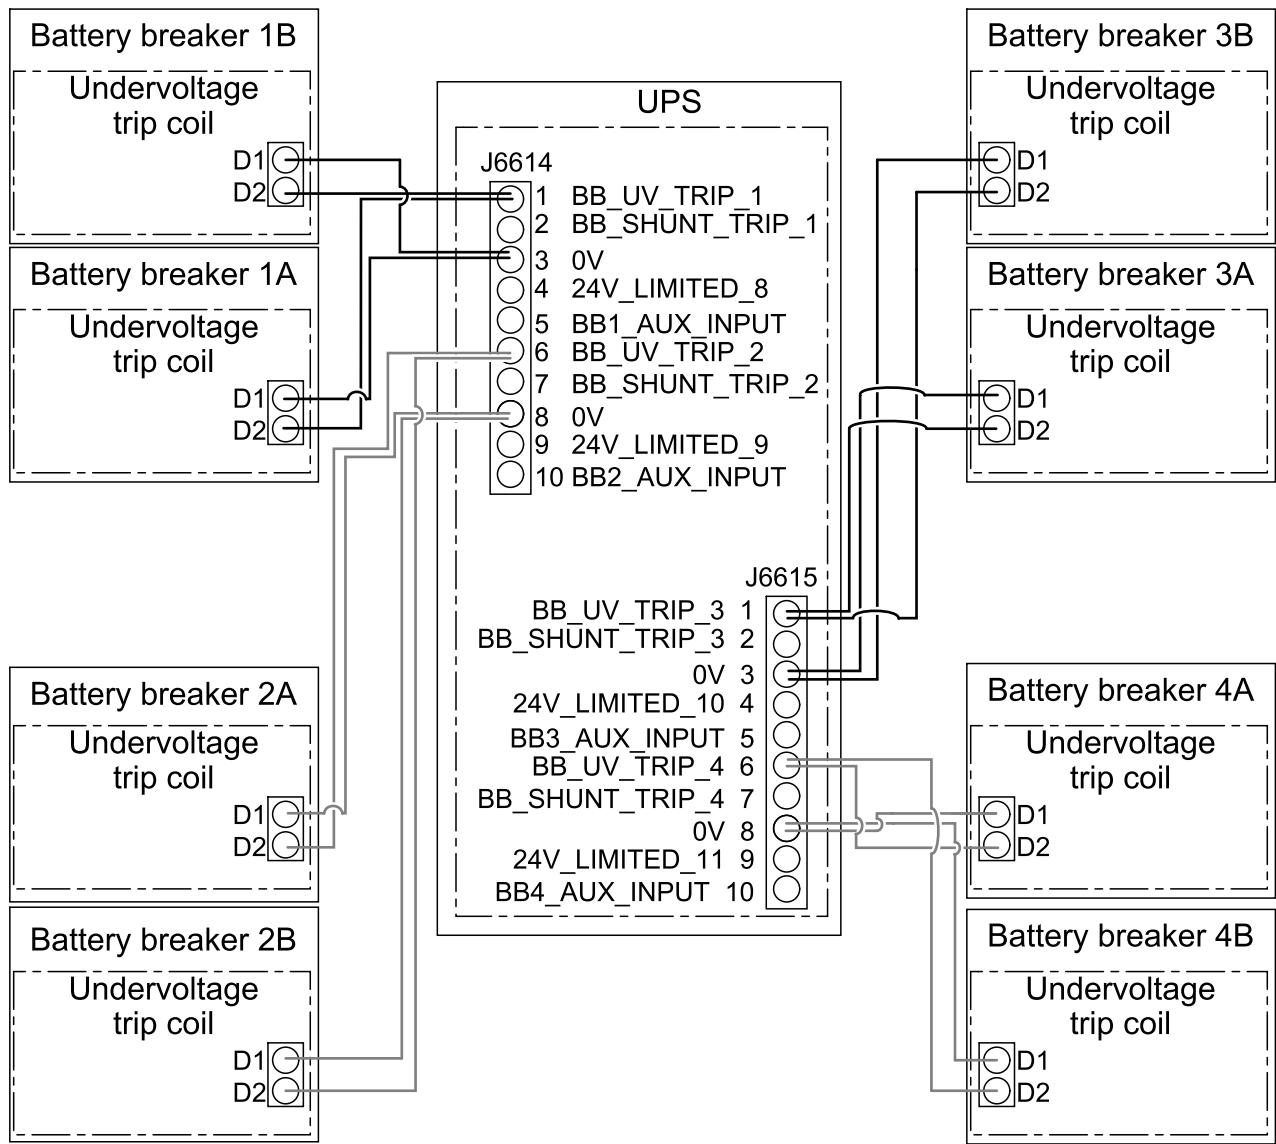 Battery breaker 1B
Undervoltage
trip coil
D1
D2
Battery breaker 1A
Undervoltage
trip coil
D1
D2
Battery breaker 2A
Undervoltage
trip coil
D1
D2
Battery breaker 2B
Undervoltage
trip coil
D1
D2
UPS
J6614
1 BB_UV_TRIP_1
2 BB_SHUNT_TRIP_1
3 0V
4 24V_LIMITED_8
5 BB1_AUX_INPUT
6 BB_UV_TRIP_2
7 BB_SHUNT_TRIP_2
8 0V
9 24V_LIMITED_9
10 BB2_AUX_INPUT
J6615
BB_UV_TRIP_3 1
BB_SHUNT_TRIP_3 2
0V 3
24V_LIMITED_10 4
BB3_AUX_INPUT 5
BB_UV_TRIP_4 6
BB_SHUNT_TRIP_4 7
0V 8
24V_LIMITED_11 9
BB4_AUX_INPUT 10
Battery breaker 3B
Undervoltage
trip coil
D1
D2
Battery breaker 3A
Undervoltage
trip coil
D1
D2
Battery breaker 4A
Undervoltage
trip coil
D1
D2
Battery breaker 4B
Undervoltage
trip coil
D1
D2